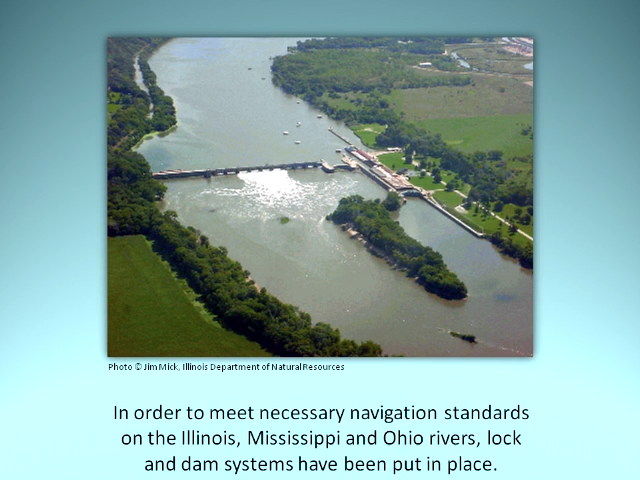 Photo © Jim Mick, Illinois Department of Natural Resources
In order to meet necessary navigation standards
on the Illinois, Mississippi and Ohio rivers, lock
and dam systems have been put in place.